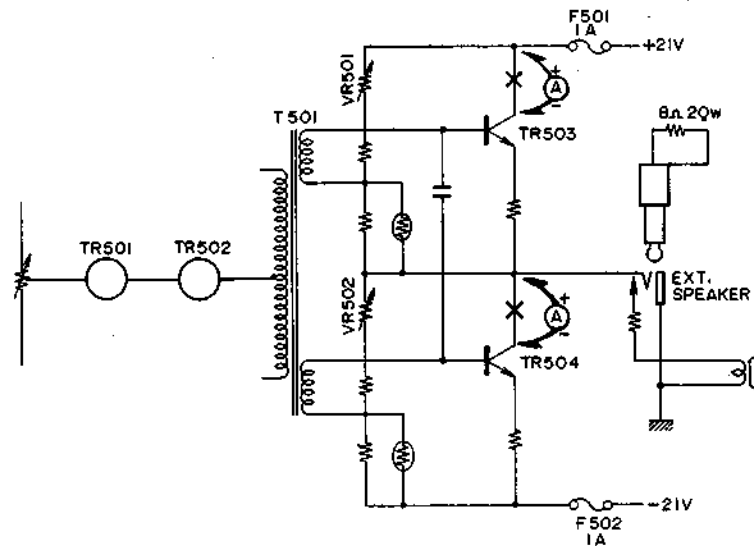 F501
1A
+21V
VR501
+
A
-
T501
8Ω 20W
TR503
TR501
TR502
VR502
+
A
-
EXT.
SPEAKER
TR504
-21V
F502
1A